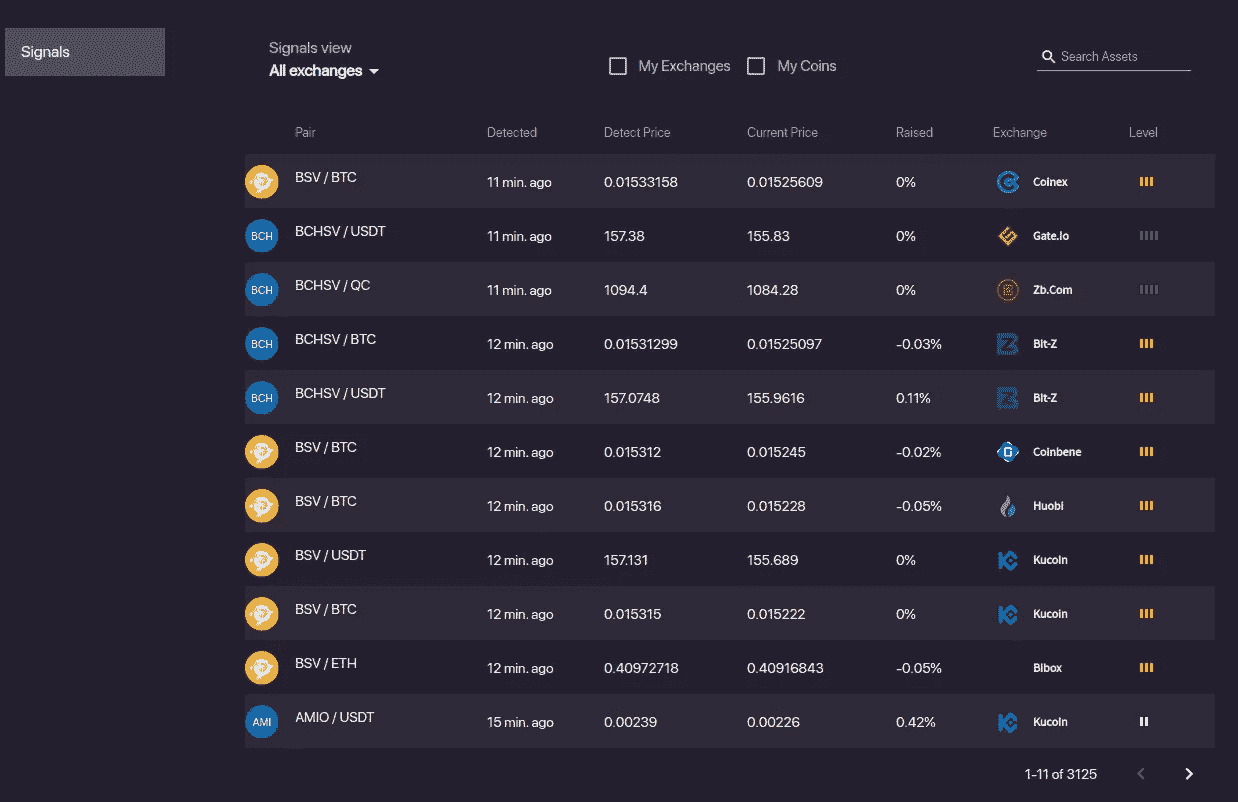 Signals
Signals view
All exchanges
My Exchanges My Coins
Search Assets
Pair Detected Detect Price Current Price Raised Exchange Level
BSV / BTC 11 min. ago 0.01533158 0.01525609 0% Coinex
BCH BCHSV / USDT 11 min. ago 157.38 155.83 0% Gate.io
BCH BCHSV / QC 11 min. ago 1094.4 1084.28 0% Zb.Com
BCH BCHSV / BTC 12 min. ago 0.01531299 0.01525097 -0.03% Bit-Z
BCH BCHSV / USDT 12 min. ago 157.0748 155.9616 0.11% Bit-Z
BSV / BTC 12 min. ago 0.015312 0.015245 -0.02% Coinbene
BSV / BTC 12 min. ago 0.015316 0.015228 -0.05% Huobi
BSV / USDT 12 min. ago 157.131 155.689 0% Kucoin
BSV / BTC 12 min. ago 0.015315 0.015222 0% Kucoin
BSV / ETH 12 min. ago 0.40972718 0.40916843 -0.05% Bibox
AMI AMIO / USDT 15 min. ago 0.00239 0.00226 0.42% Kucoin
1-11 of 3125